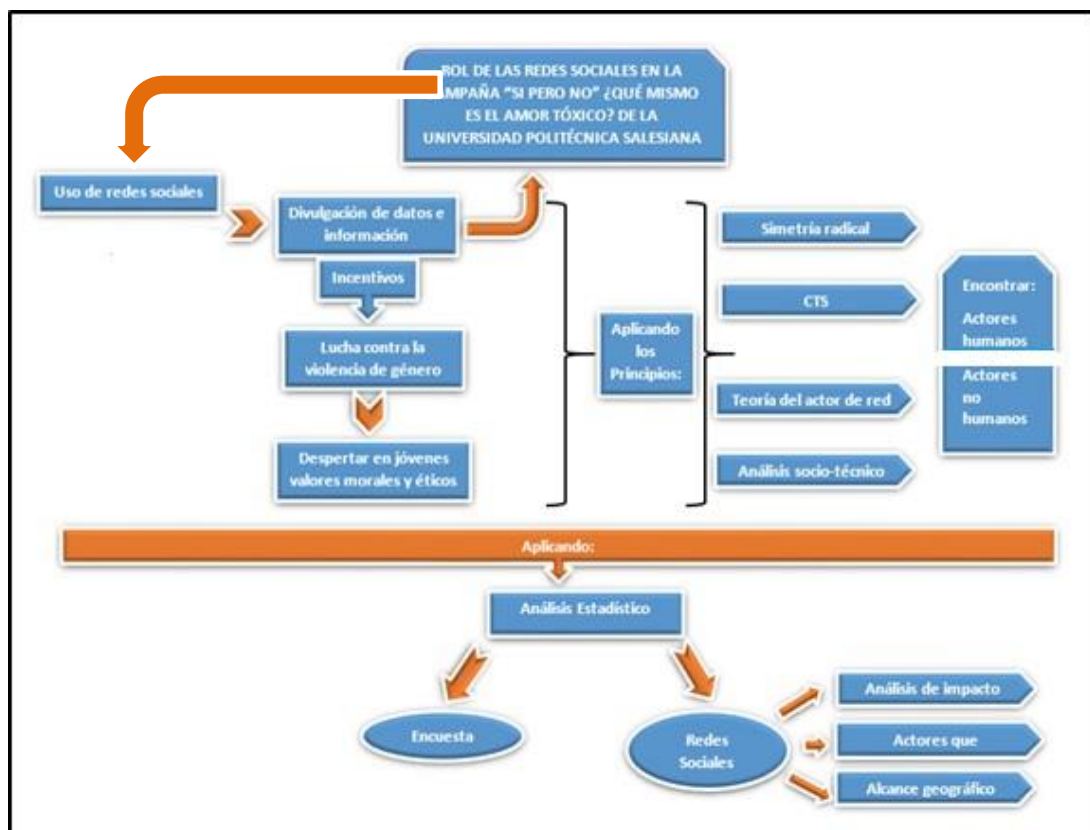 ROL DE LAS REDES SOCIALES EN LA
MPAÑA "SI PERO NO" ¿QUÉ MISMO
ES EL AMOR TÓXICO? DE LA
UNIVERSIDAD POLITÉCNICA SALESIANA
Uso de redes sociales
Divulgación de datos e
información
Incentivos
Lucha contra la
violencia de género
Despertar en jóvenes
valores morales y éticos
Aplicando
los
Principios:
Simetría radical
CTS
Teoría del actor de red
Análisis socio-técnico
Encontrar:
Actores
humanos
Actores
no
humanos
Aplicando:
Análisis Estadístico
Encuesta
Redes
Sociales
Análisis de impacto
Actores que
Alcance geográfico